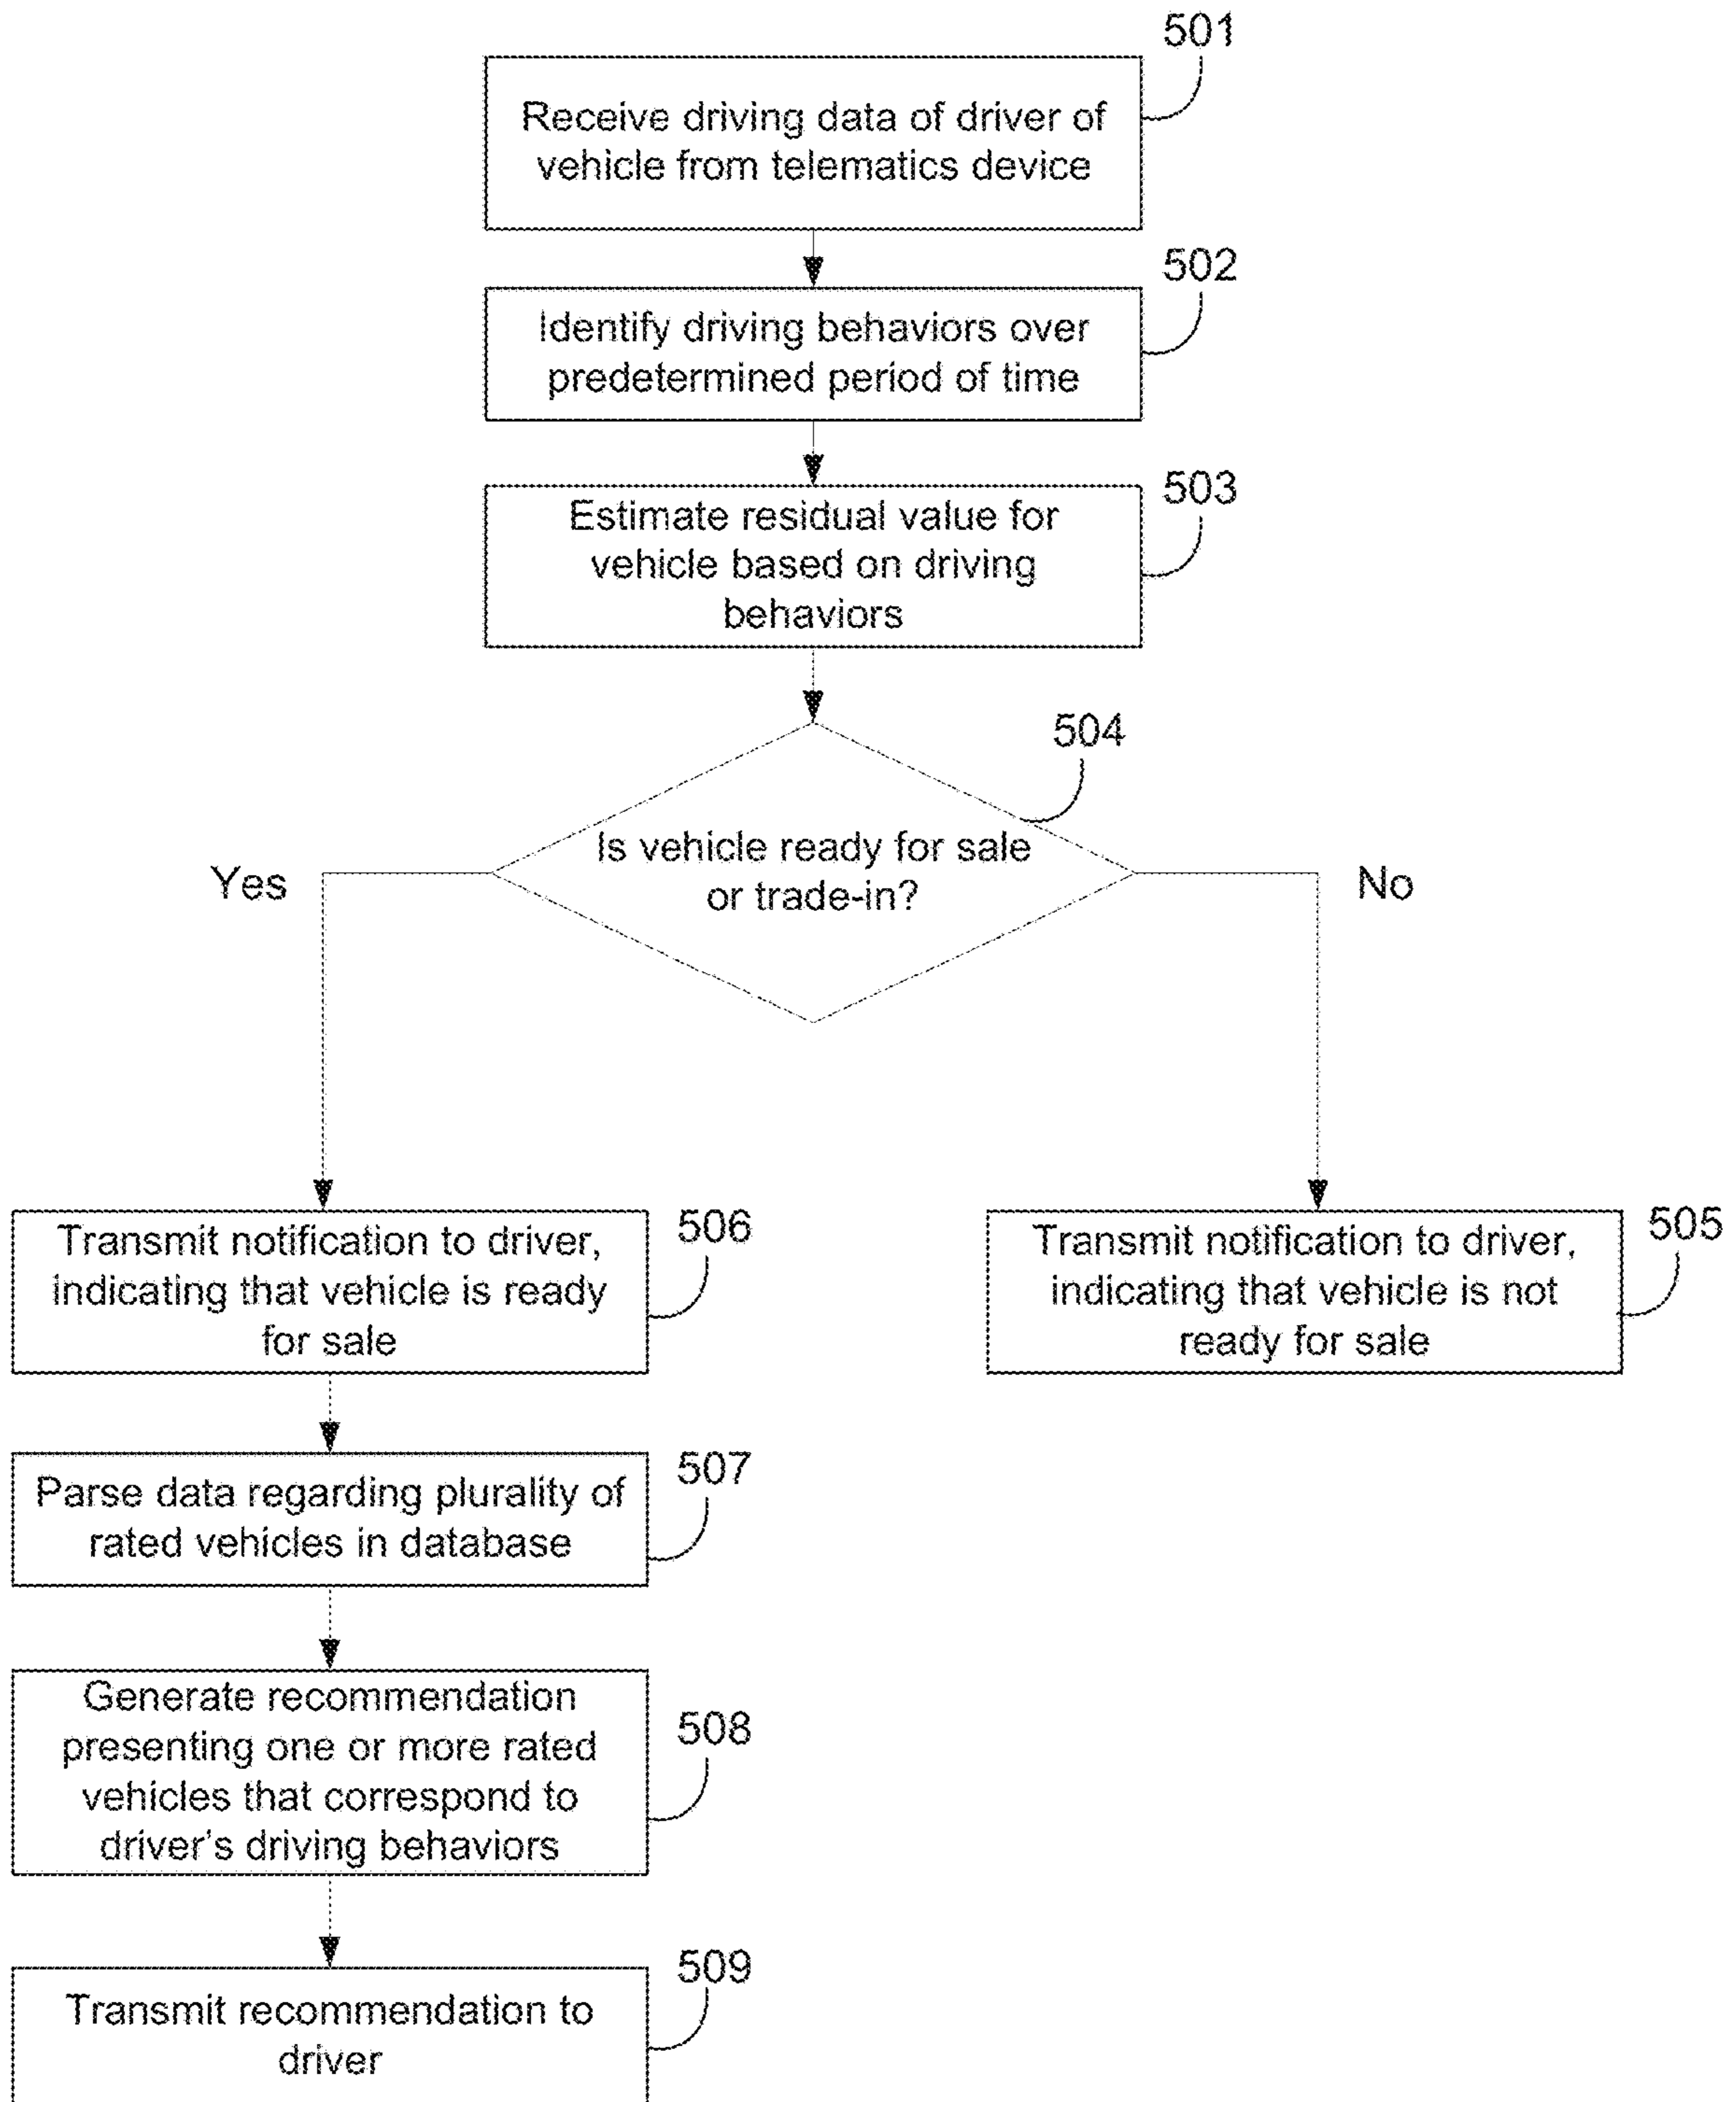 501
Receive driving data of driver of
vehicle from telematics device
502
Identify driving behaviors over
predetermined period of time
503
Estimate residual value for
vehicle based on driving
behaviors
504
Is vehicle ready for sale
or trade-in?
Yes
No
506
Transmit notification to driver,
indicating that vehicle is ready
for sale
505
Transmit notification to driver,
indicating that vehicle is not
ready for sale
507
Parse data regarding plurality of
rated vehicles in database
508
Generate recommendation
presenting one or more rated
vehicles that correspond to
driver's driving behaviors
509
Transmit recommendation to
driver